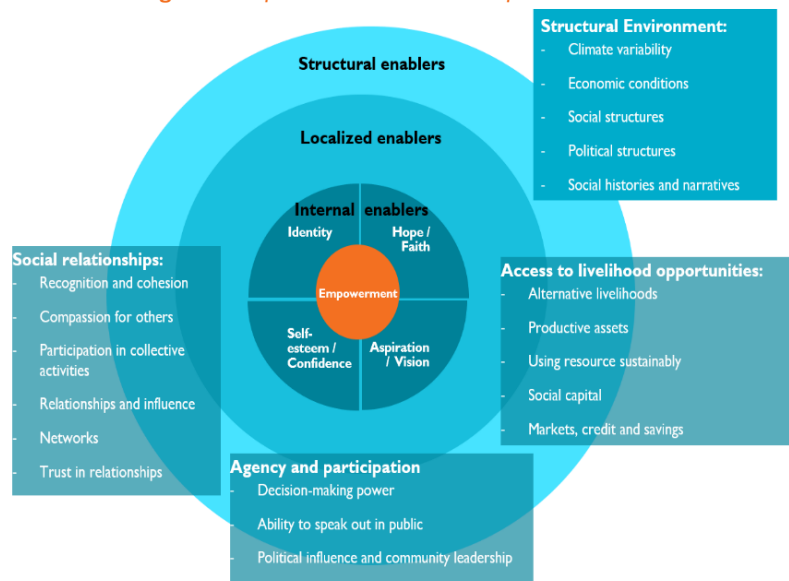 Structural Environment:
- Climate variability
- Economic conditions
- Social structures
- Political structures
- Social histories and narratives
Structural enablers
Localized enablers
Internal enablers
Identity
Hope /
Faith
Empowerment
Self-
esteem /
Confidence
Aspiration
/ Vision
Social relationships:
- Recognition and cohesion
- Compassion for others
- Participation in collective
activities
- Relationships and influence
- Networks
- Trust in relationships
Access to livelihood opportunities:
- Alternative livelihoods
- Productive assets
- Using resource sustainably
- Social capital
- Markets, credit and savings
Agency and participation
- Decision-making power
- Ability to speak out in public
- Political influence and community leadership